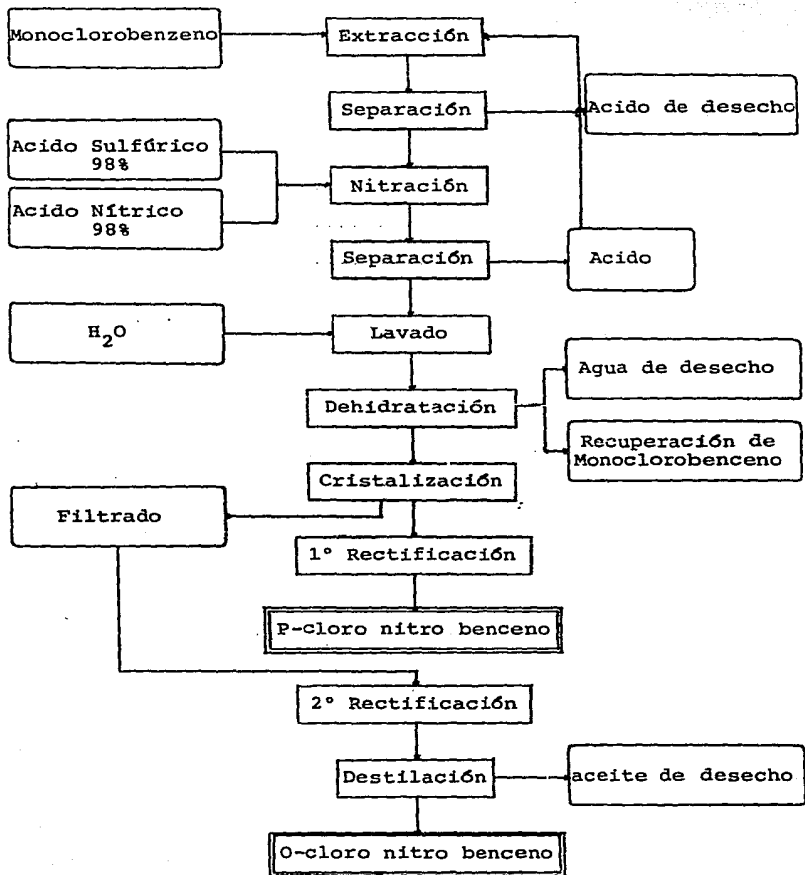 Monoclorobenzeno
Extracción
Separación
Acido de desecho
Acido Sulfúrico
98%
Nitración
Acido Nítrico
98%
Separación
Acido
H₂O
Lavado
Agua de desecho
Dehidratación
Recuperación de
Monoclorobenceno
Cristalización
Filtrado
1° Rectificación
P-cloro nitro benceno
2° Rectificación
Destilación
aceite de desecho
O-cloro nitro benceno